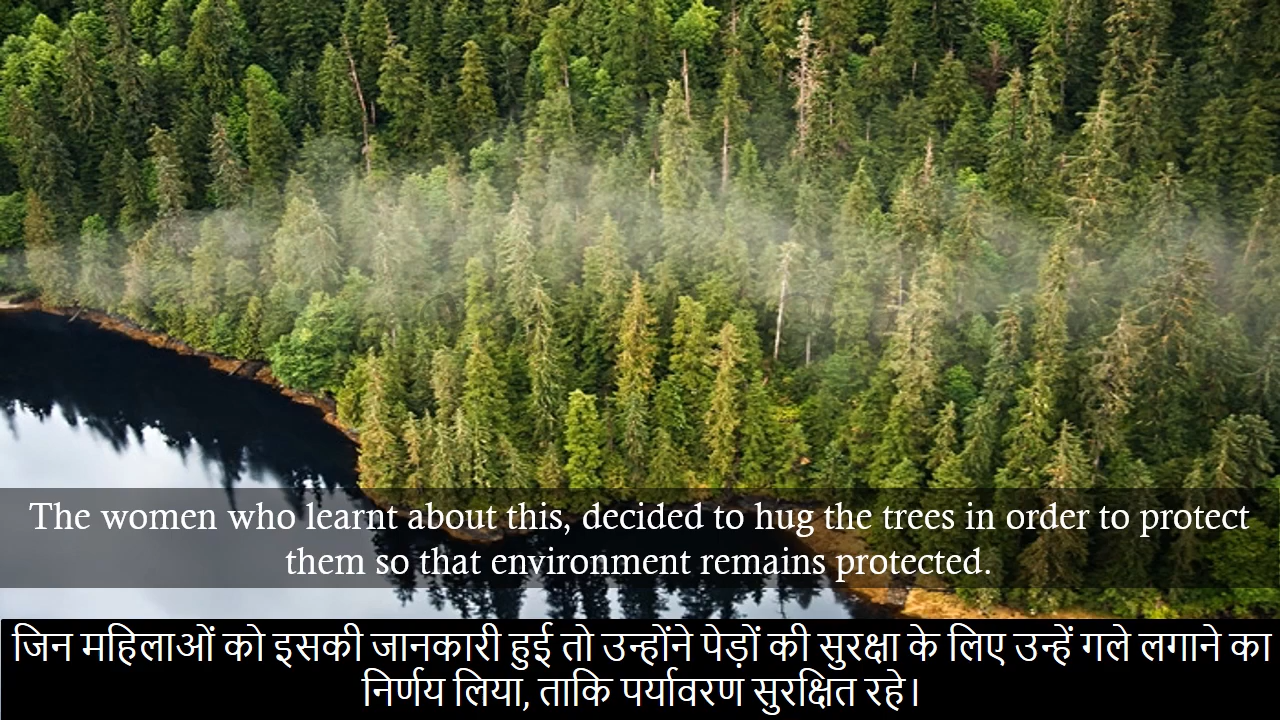 The women who learnt about this, decided to hug the trees in order to protect
them so that environment remains protected.
जिन महिलाओं को इसकी जानकारी हुई तो उन्होंने पेड़ों की सुरक्षा के लिए उन्हें गले लगाने का
निर्णय लिया, ताकि पर्यावरण सुरक्षित रहे।